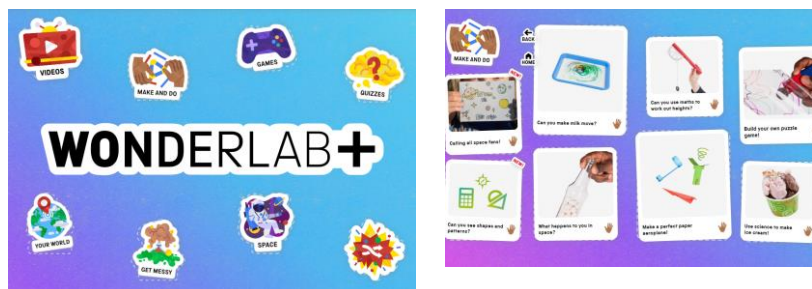 VIDEOS
MAKE AND DO
GAMES
QUIZZES
WONDERLAB+
YOUR WORLD
GET MESSY
SPACE
MAKE AND DO
BACK
HOME
NEW
Calling all space fans!
Can you make milk move?
Can you use maths to
work out heights?
Build your own puzzle
game!
NEW
Can you see shapes and
patterns?
What happens to you in
space?
Make a perfect paper
aeroplane!
Use science to make
ice cream!